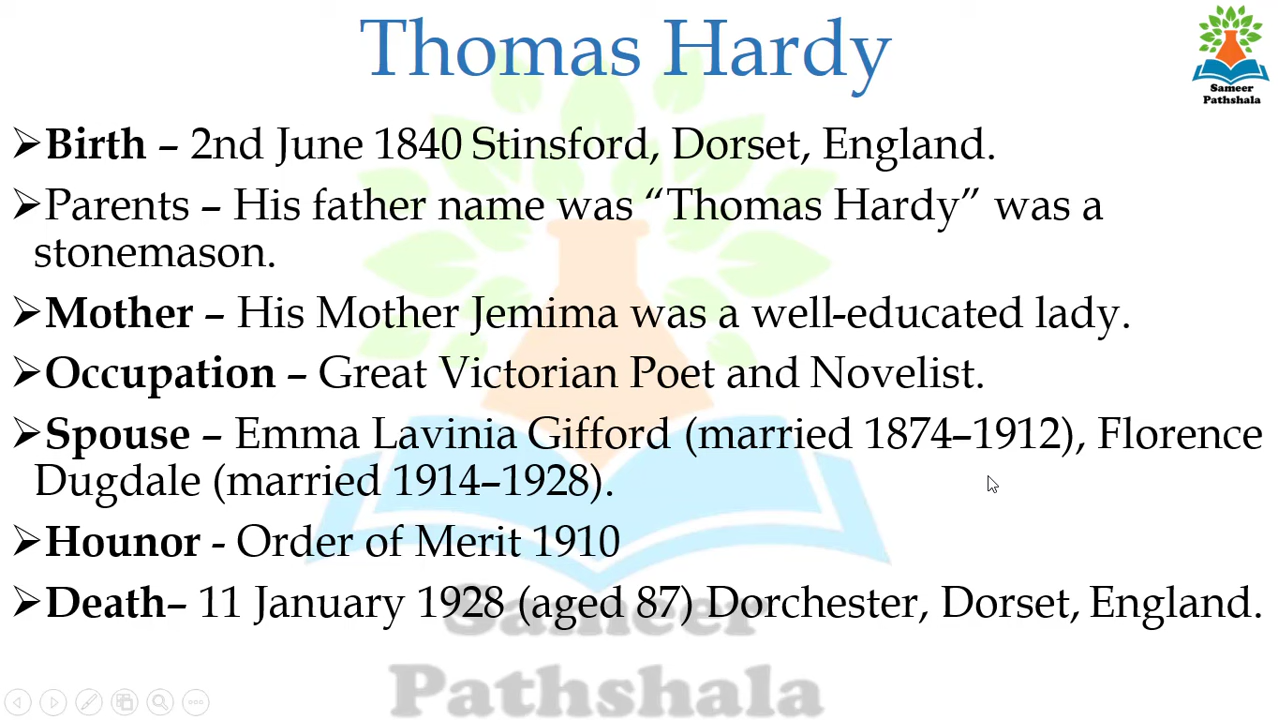 Thomas Hardy
Sameer
Pathshala
➢Birth – 2nd June 1840 Stinsford, Dorset, England.
➢Parents – His father name was “Thomas Hardy” was a
stonemason.
➢Mother – His Mother Jemima was a well-educated lady.
➢Occupation – Great Victorian Poet and Novelist.
➢Spouse – Emma Lavinia Gifford (married 1874–1912), Florence
Dugdale (married 1914–1928).
➢Hounor - Order of Merit 1910
➢Death– 11 January 1928 (aged 87) Dorchester, Dorset, England.
Sameer
Pathshala